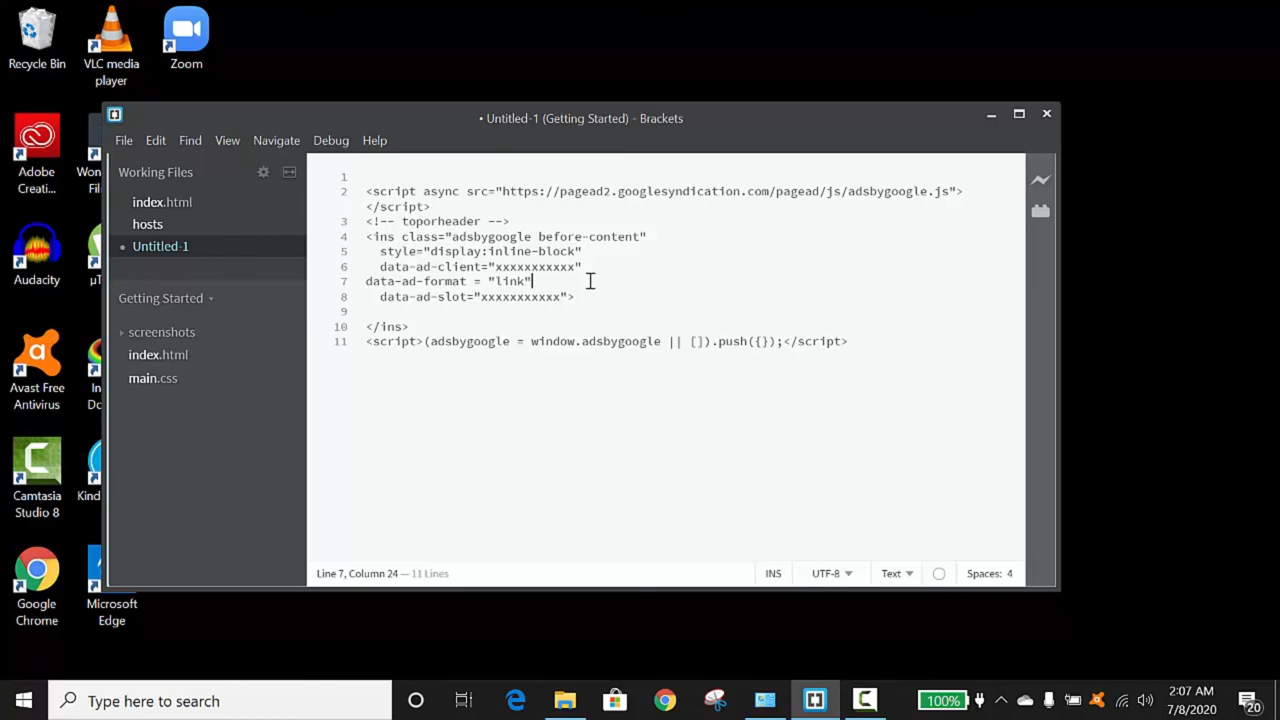 Recycle Bin
VLC media
player
Zoom
Adobe
Creati...
Audacity
Avast Free
Antivirus
Camtasia
Studio 8
Google
Chrome
Microsoft
Edge
• Untitled-1 (Getting Started) - Brackets
File Edit Find View Navigate Debug Help
Working Files
index.html
hosts
Untitled-1
Getting Started
screenshots
index.html
main.css
1
2 <script async src="https://pagead2.googlesyndication.com/pagead/js/adsbygoogle.js">
</script>
3 <!-- toporheader -->
4 <ins class="adsbygoogle before-content"
5 style="display:inline-block"
6 data-ad-client="xxxxxxxxxxx"
7 data-ad-format = "link"
8 data-ad-slot="xxxxxxxxxxx">
9
10 </ins>
11 <script>(adsbygoogle = window.adsbygoogle || []).push({});</script>
Line 7, Column 24 — 11 Lines
INS UTF-8 Text Spaces: 4
Type here to search
100%
2:07 AM
7/8/2020
20